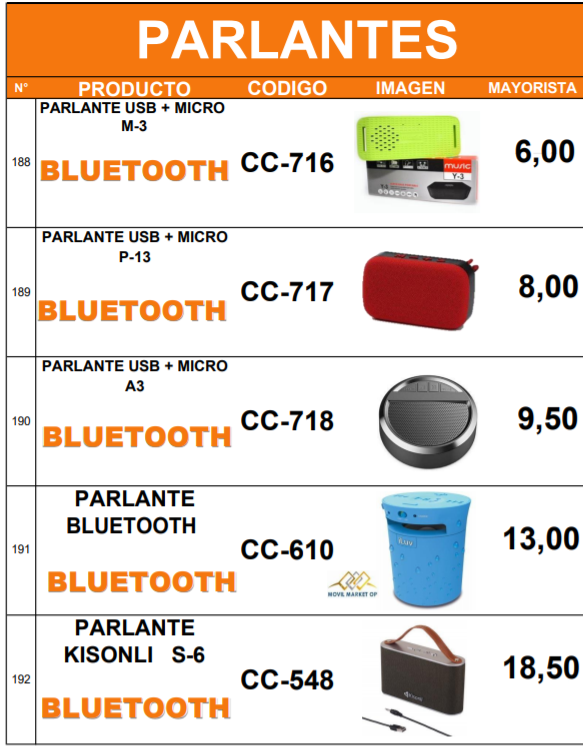 PARLANTES
N° PRODUCTO CODIGO IMAGEN MAYORISTA
188
PARLANTE USB + MICRO
M-3
BLUETOOTH
CC-716
music
Y-3
6,00
189
PARLANTE USB + MICRO
P-13
BLUETOOTH
CC-717
8,00
190
PARLANTE USB + MICRO
A3
BLUETOOTH
CC-718
9,50
191
PARLANTE
BLUETOOTH
BLUETOOTH
CC-610
MOVIL MARKET OP
13,00
192
PARLANTE
KISONLI S-6
BLUETOOTH
CC-548
18,50